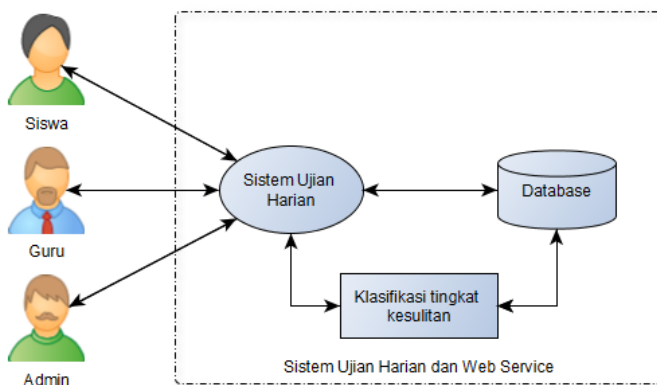 Siswa
Sistem Ujian
Harian
Database
Guru
Klasifikasi tingkat
kesulitan
Sistem Ujian Harian dan Web Service
Admin